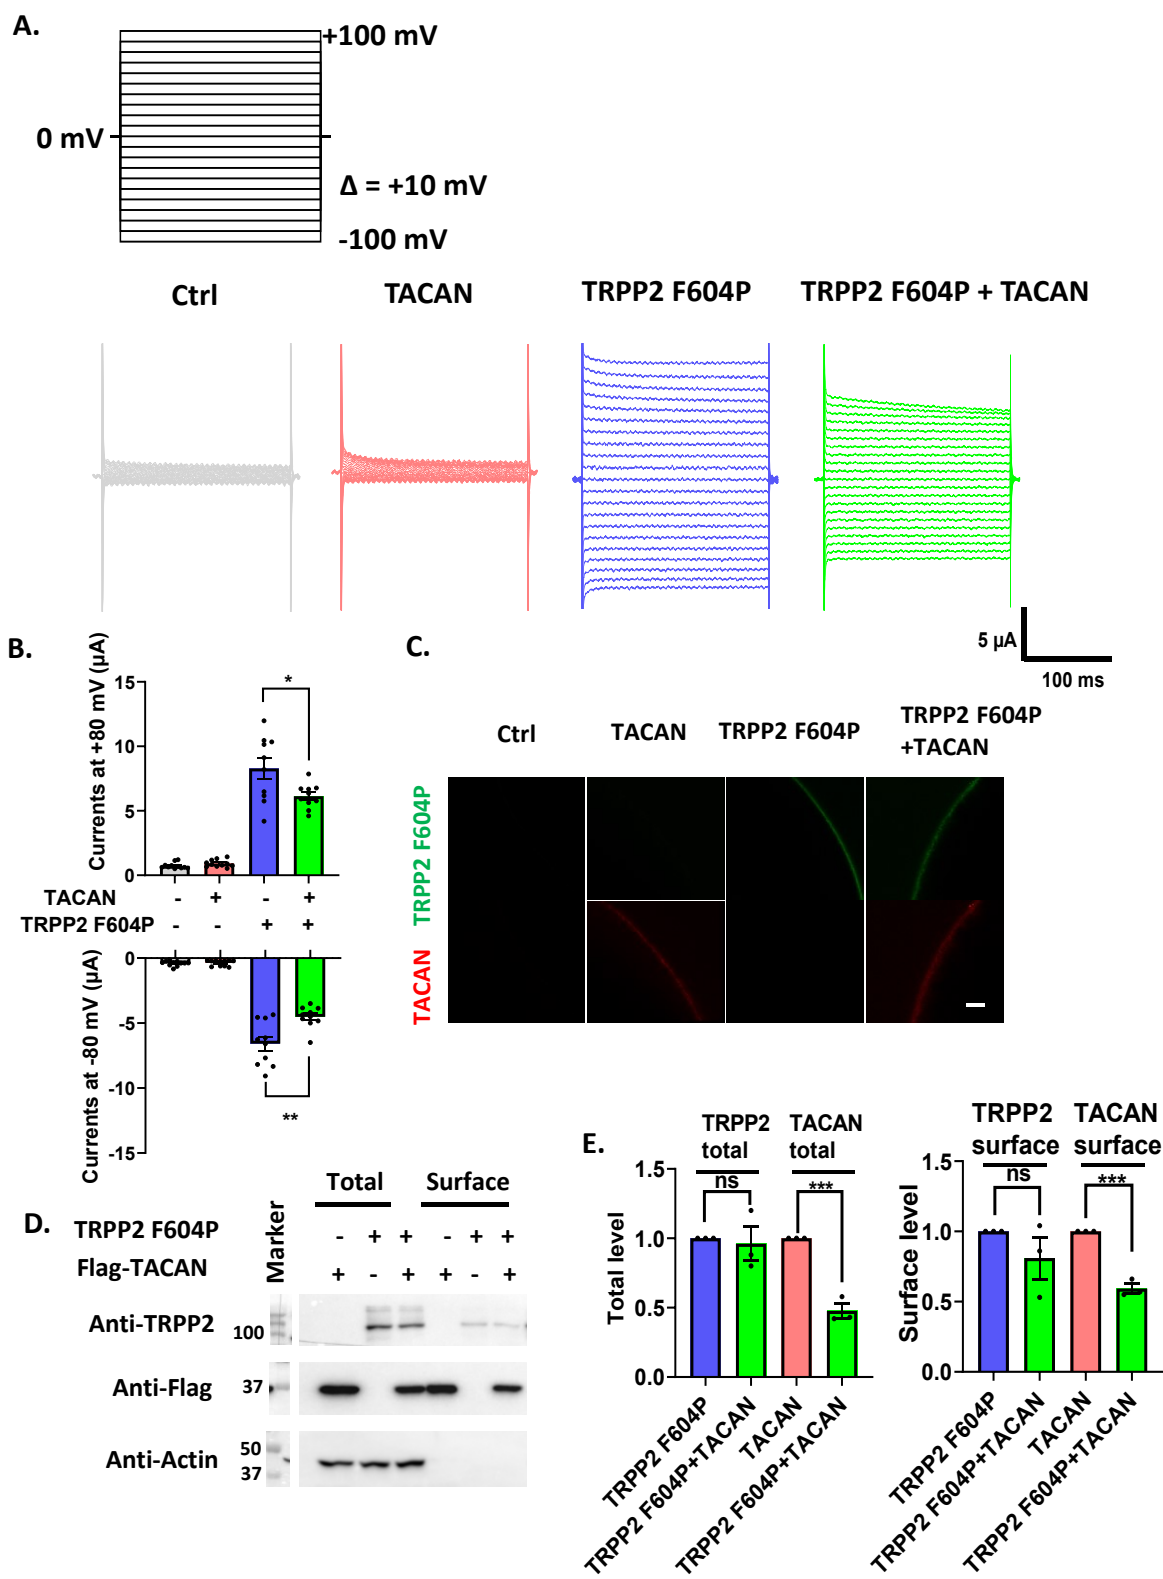 A.
+100 mV
0 mV
Δ = +10 mV
-100 mV
Ctrl
TACAN
TRPP2 F604P
TRPP2 F604P + TACAN
5 µA
100 ms
B.
Currents at +80 mV (µA)
15
10
5
0
*
TACAN
- + - +
TRPP2 F604P
- - + +
Currents at -80 mV (µA)
0
-5
-10
-15
**
C.
Ctrl
TACAN
TRPP2 F604P
TRPP2 F604P
+TACAN
TRPP2 F604P
TACAN
D.
Marker
Total
Surface
TRPP2 F604P
- + + - + +
Flag-TACAN
+ - + + - +
Anti-TRPP2
100
Anti-Flag
37
Anti-Actin
50
37
E.
TRPP2
total
TACAN
total
ns
***
Total level
1.5
1.0
0.5
0.0
TRPP2 F604P
TRPP2 F604P+TACAN
TACAN
TRPP2 F604P+TACAN
TRPP2
surface
TACAN
surface
ns
***
Surface level
1.5
1.0
0.5
0.0
TRPP2 F604P
TRPP2 F604P+TACAN
TACAN
TRPP2 F604P+TACAN